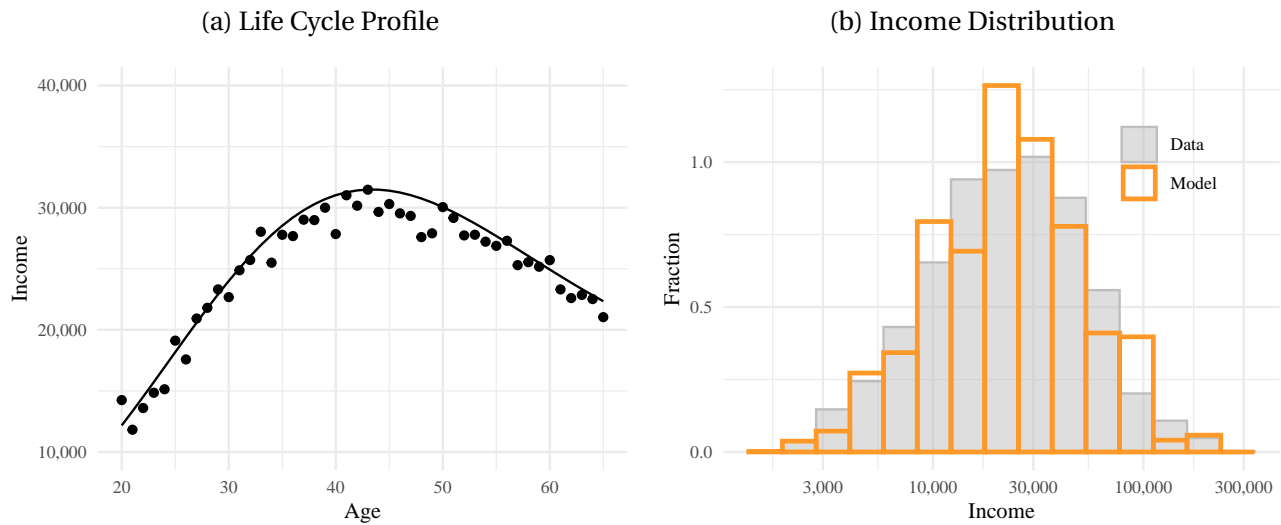 (a) Life Cycle Profile
40,000
30,000
20,000
10,000
Income
20 30 40 50 60
Age
(b) Income Distribution
1.0
0.5
0.0
Fraction
Data
Model
3,000 10,000 30,000 100,000 300,000
Income